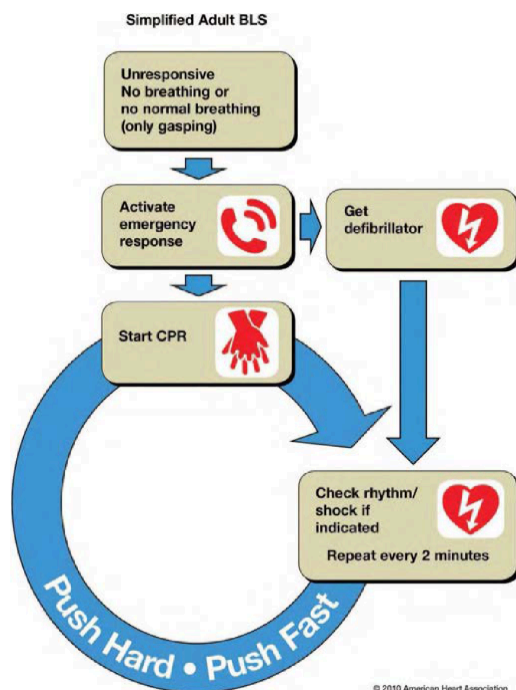 Simplified Adult BLS
Unresponsive
No breathing or
no normal breathing
(only gasping)
Activate
emergency
response
Get
defibrillator
Start CPR
Check rhythm/
shock if
indicated
Repeat every 2 minutes
Push Hard • Push Fast
© 2010 American Heart Association